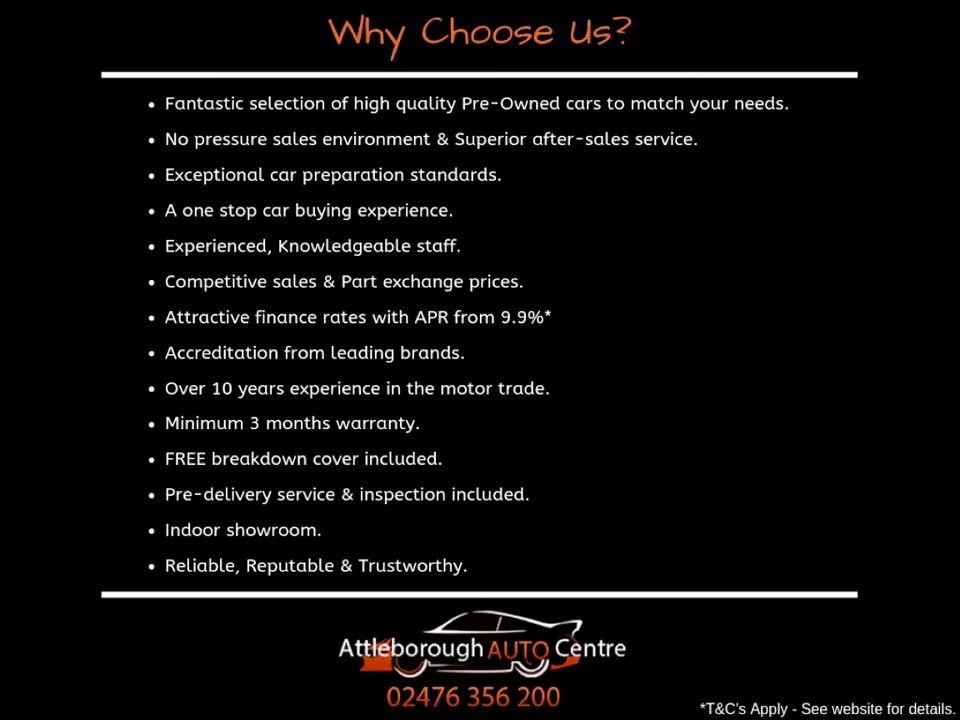 Why Choose Us?
• Fantastic selection of high quality Pre-Owned cars to match your needs.
• No pressure sales environment & Superior after-sales service.
• Exceptional car preparation standards.
• A one stop car buying experience.
• Experienced, Knowledgeable staff.
• Competitive sales & Part exchange prices.
• Attractive finance rates with APR from 9.9%*
• Accreditation from leading brands.
• Over 10 years experience in the motor trade.
• Minimum 3 months warranty.
• FREE breakdown cover included.
• Pre-delivery service & inspection included.
• Indoor showroom.
• Reliable, Reputable & Trustworthy.
Attleborough AUTO Centre
02476 356 200
*T&C's Apply - See website for details.